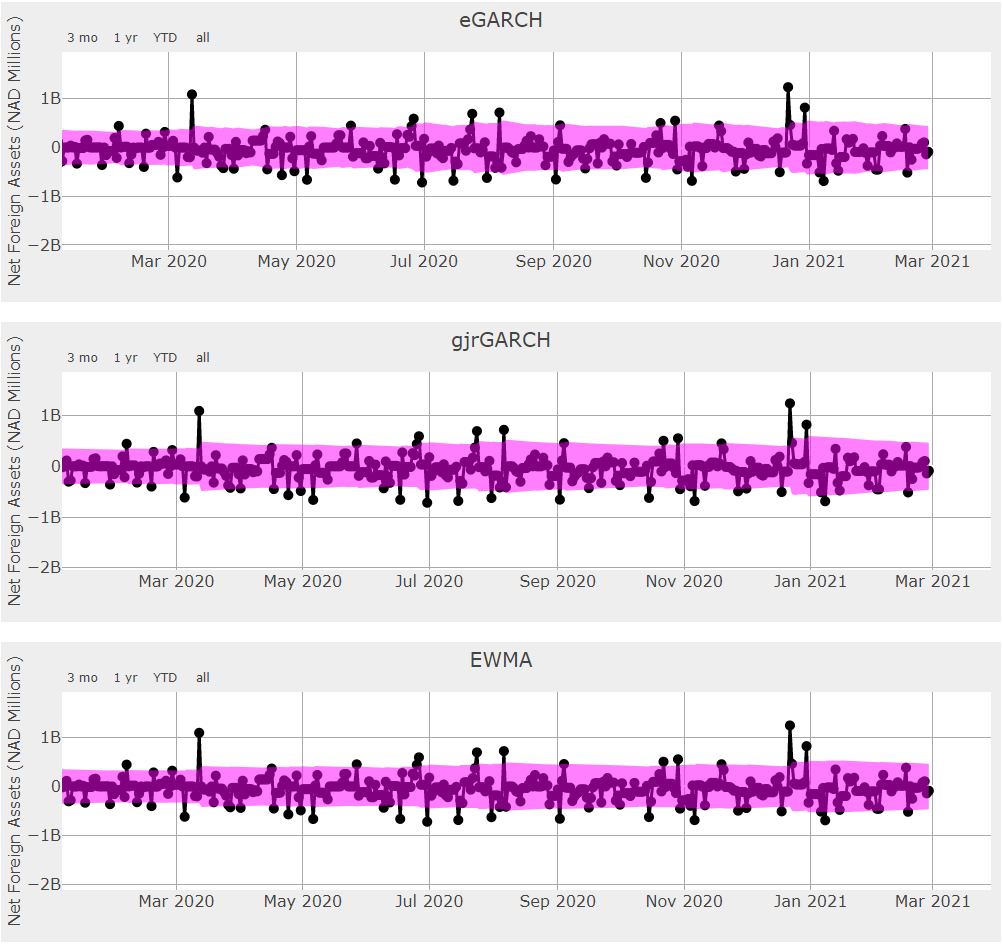 eGARCH
3 mo 1 yr YTD all
Net Foreign Assets (NAD Millions)
1B
0
−1B
−2B
Mar 2020 May 2020 Jul 2020 Sep 2020 Nov 2020 Jan 2021 Mar 2021
gjrGARCH
3 mo 1 yr YTD all
Net Foreign Assets (NAD Millions)
1B
0
−1B
−2B
Mar 2020 May 2020 Jul 2020 Sep 2020 Nov 2020 Jan 2021 Mar 2021
EWMA
3 mo 1 yr YTD all
Net Foreign Assets (NAD Millions)
1B
0
−1B
−2B
Mar 2020 May 2020 Jul 2020 Sep 2020 Nov 2020 Jan 2021 Mar 2021